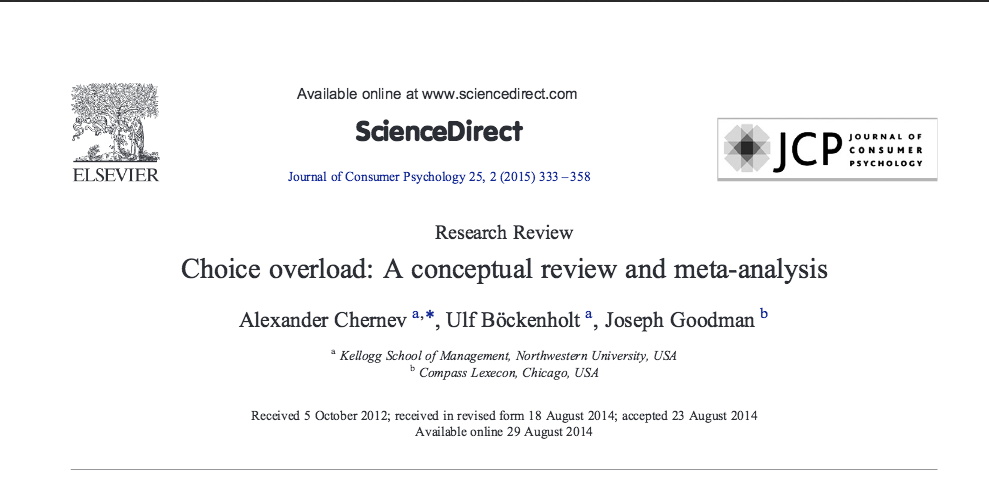 Available online at www.sciencedirect.com
ScienceDirect
ELSEVIER
Journal of Consumer Psychology 25, 2 (2015) 333–358
JCP JOURNAL OF
CONSUMER
PSYCHOLOGY
Research Review
Choice overload: A conceptual review and meta-analysis
Alexander Chernev a,*, Ulf Böckenholt a, Joseph Goodman b
a Kellogg School of Management, Northwestern University, USA
b Compass Lexecon, Chicago, USA
Received 5 October 2012; received in revised form 18 August 2014; accepted 23 August 2014
Available online 29 August 2014